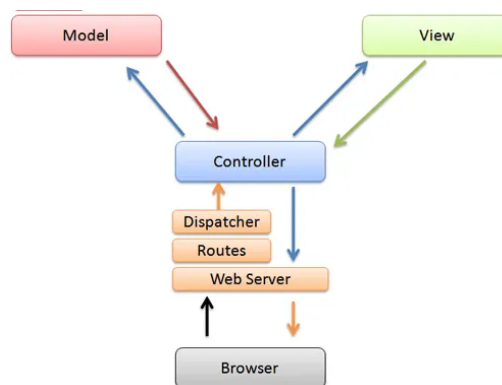 Model
View
Controller
Dispatcher
Routes
Web Server
Browser